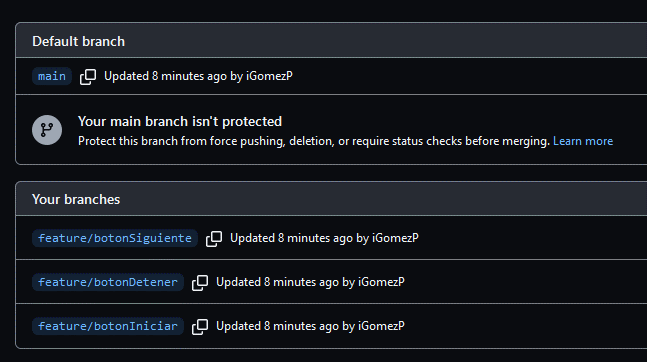 Default branch
main Updated 8 minutes ago by iGomezP
Your main branch isn't protected
Protect this branch from force pushing, deletion, or require status checks before merging. Learn more
Your branches
feature/botonSiguiente Updated 8 minutes ago by iGomezP
feature/botonDetener Updated 8 minutes ago by iGomezP
feature/botonIniciar Updated 8 minutes ago by iGomezP